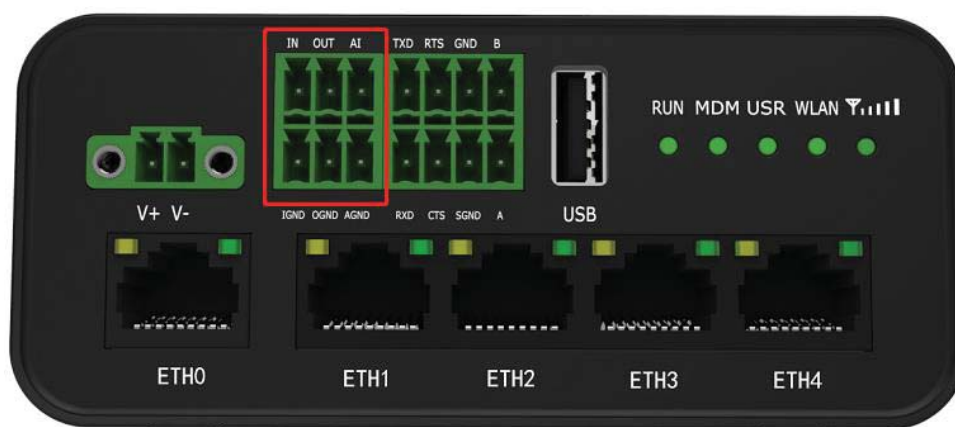 IN OUT AI TXD RTS GND B
RUN MDM USR WLAN
V+ V-
IGND OGND AGND RXD CTS SGND A
USB
ETH0 ETH1 ETH2 ETH3 ETH4